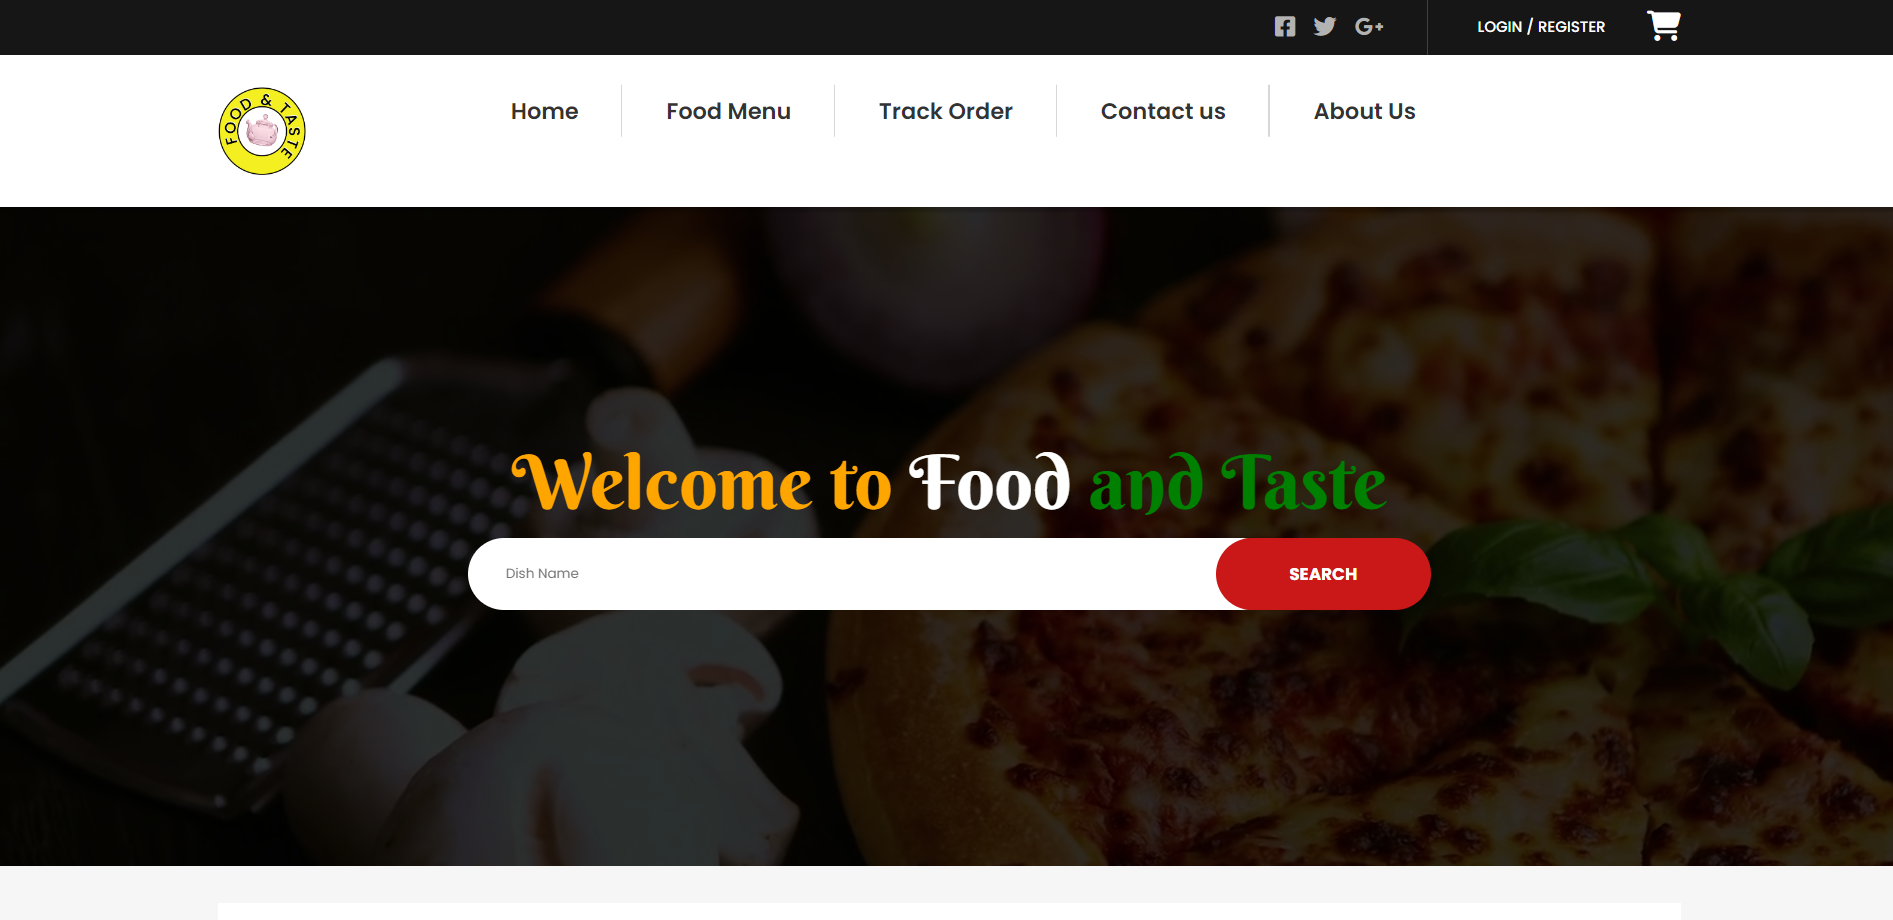 LOGIN / REGISTER
FOOD & TASTE
Home
Food Menu
Track Order
Contact us
About Us
Welcome to Food and Taste
Dish Name
SEARCH